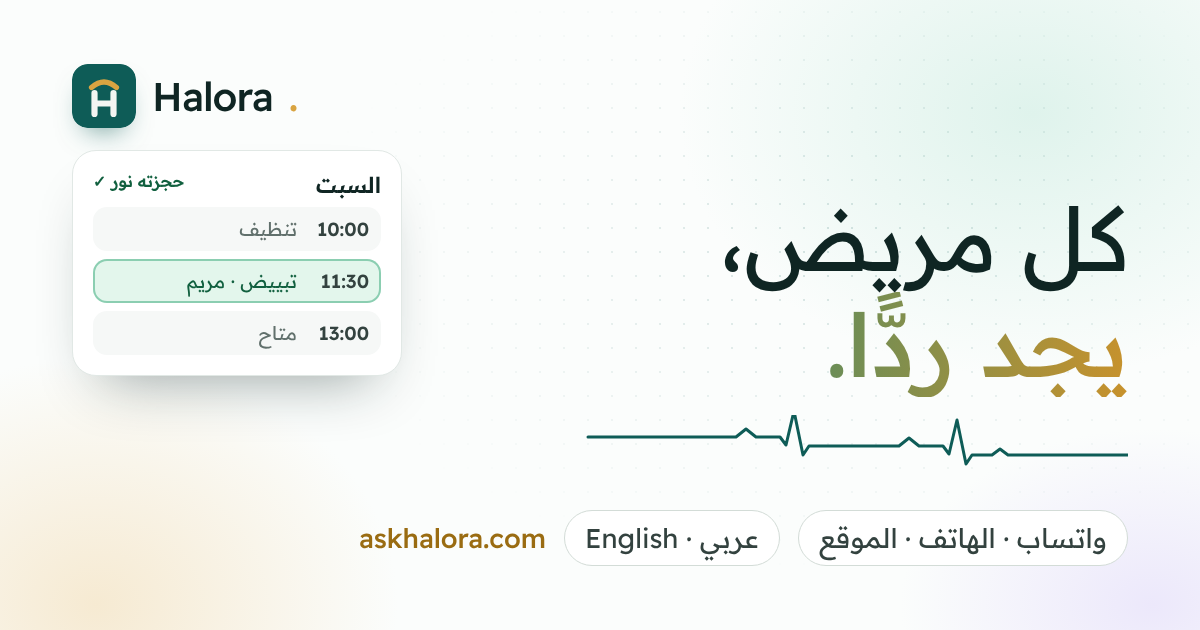 Halora .
السبت
حجزته نور ✓
10:00 تنظيف
11:30 تبييض · مريم
13:00 متاح
كل مريض،
يجد ردًّا.
واتساب · الهاتف · الموقع
عربي · English
askhalora.com